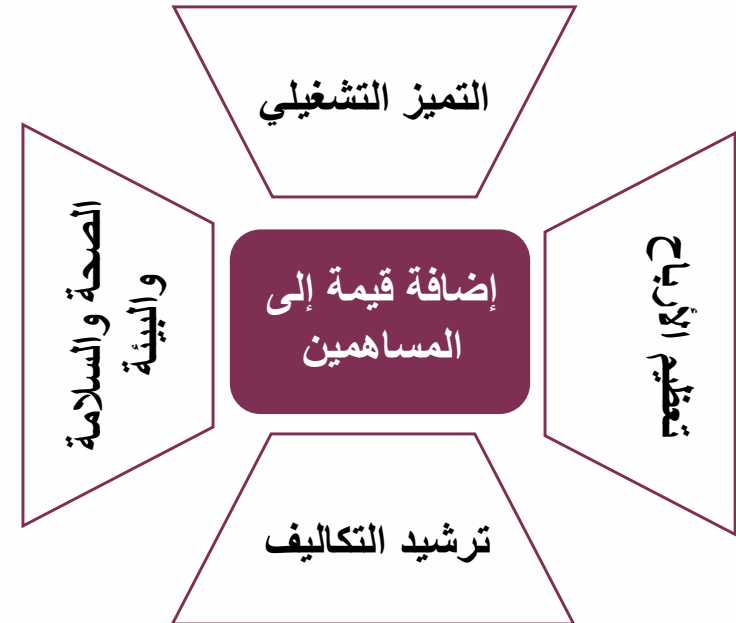 التميز التشغيلي
تعظيم الأرباح
إضافة قيمة إلى
المساهمين
الصحة والسلامة
والبيئة
ترشيد التكاليف